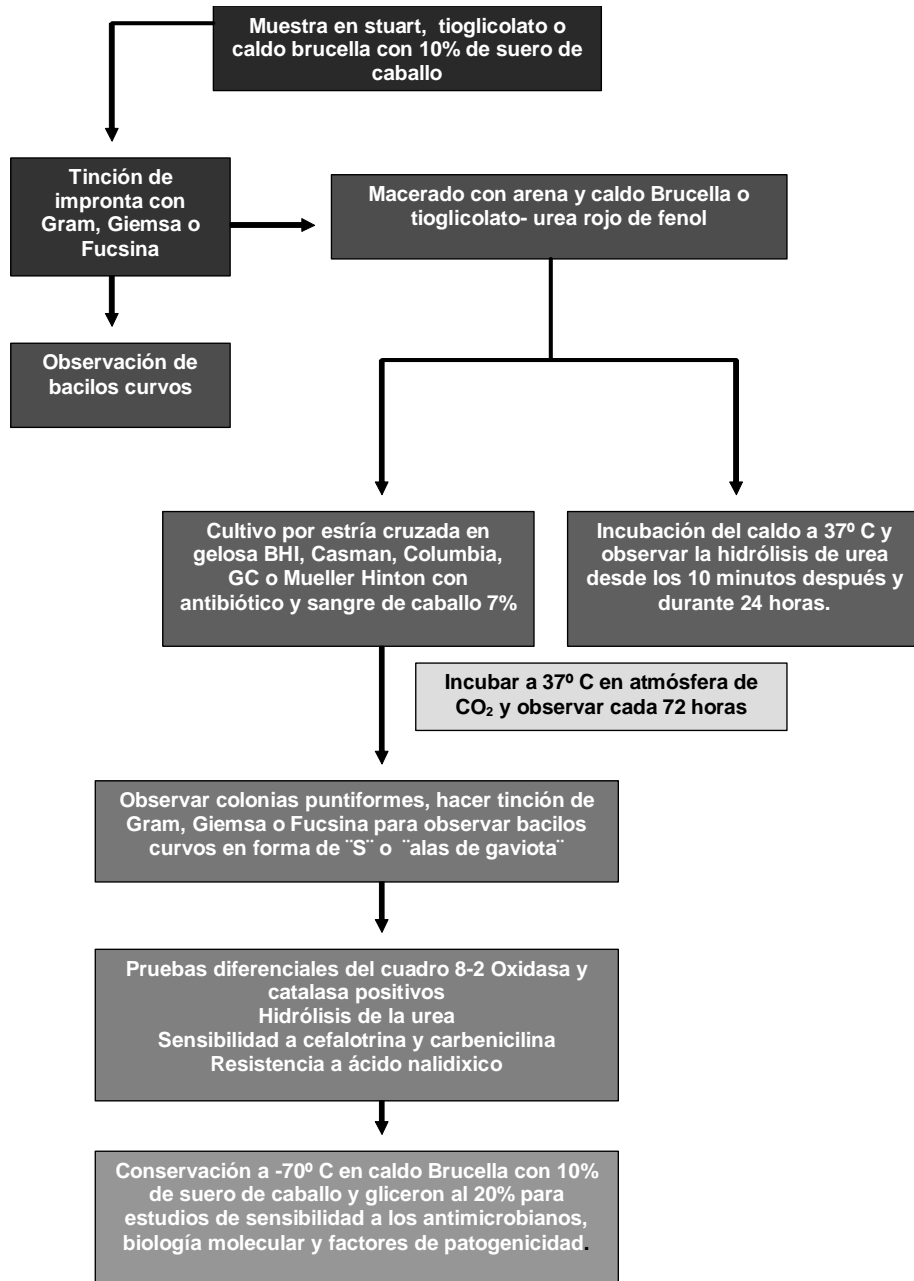 Muestra en stuart, tioglicolato o
caldo brucella con 10% de suero de
caballo
Tinción de
impronta con
Gram, Giemsa o
Fucsina
Macerado con arena y caldo Brucella o
tioglicolato- urea rojo de fenol
Observación de
bacilos curvos
Cultivo por estría cruzada en
gelosa BHI, Casman, Columbia,
GC o Mueller Hinton con
antibiótico y sangre de caballo 7%
Incubación del caldo a 37º C y
observar la hidrólisis de urea
desde los 10 minutos después y
durante 24 horas.
Incubar a 37º C en atmósfera de
CO₂ y observar cada 72 horas
Observar colonias puntiformes, hacer tinción de
Gram, Giemsa o Fucsina para observar bacilos
curvos en forma de ¨S¨ o ¨alas de gaviota¨
Pruebas diferenciales del cuadro 8-2 Oxidasa y
catalasa positivos
Hidrólisis de la urea
Sensibilidad a cefalotrina y carbenicilina
Resistencia a ácido nalidixico
Conservación a -70º C en caldo Brucella con 10%
de suero de caballo y gliceron al 20% para
estudios de sensibilidad a los antimicrobianos,
biología molecular y factores de patogenicidad.